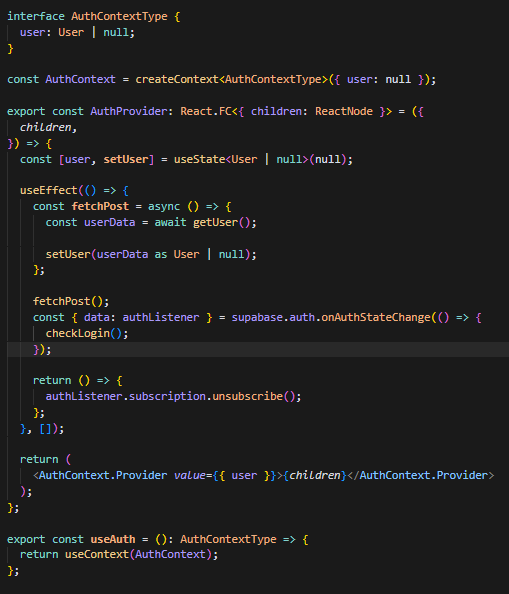 interface AuthContextType {
  user: User | null;
}

const AuthContext = createContext<AuthContextType>({ user: null });

export const AuthProvider: React.FC<{ children: ReactNode }> = ({
  children,
}) => {
  const [user, setUser] = useState<User | null>(null);

  useEffect(() => {
    const fetchPost = async () => {
      const userData = await getUser();

      setUser(userData as User | null);
    };

    fetchPost();
    const { data: authListener } = supabase.auth.onAuthStateChange(() => {
      checkLogin();
    });

    return () => {
      authListener.subscription.unsubscribe();
    };
  }, []);

  return (
    <AuthContext.Provider value={{ user }}>{children}</AuthContext.Provider>
  );
};

export const useAuth = (): AuthContextType => {
  return useContext(AuthContext);
};